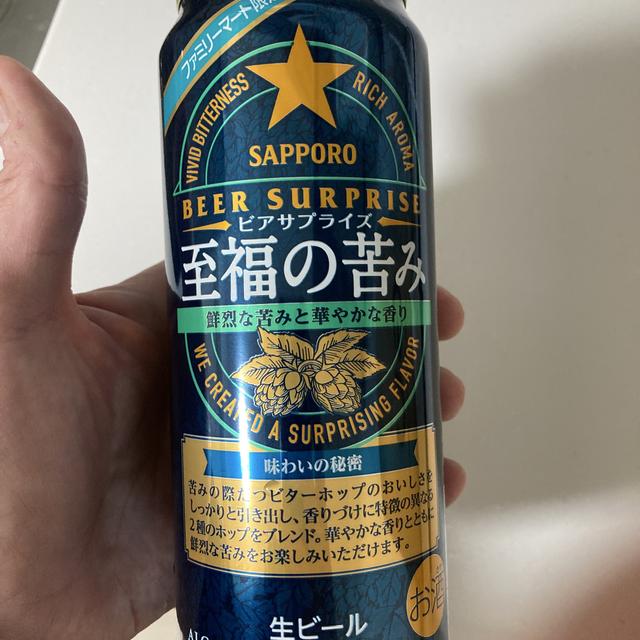 ファミリーマート限定
VIVID BITTERNESS
RICH AROMA
SAPPORO
BEER SURPRISE
ビアサプライズ
至福の苦み
鮮烈な苦みと華やかな香り
WE CREATED A SURPRISING FLAVOR
味わいの秘密
苦みの際だつビターホップのおいしさを
しっかりと引き出し、香りづけに特徴の異なる
2種のホップをブレンド。華やかな香りとともに
鮮烈な苦みをお楽しみいただけます。
お酒
生ビール